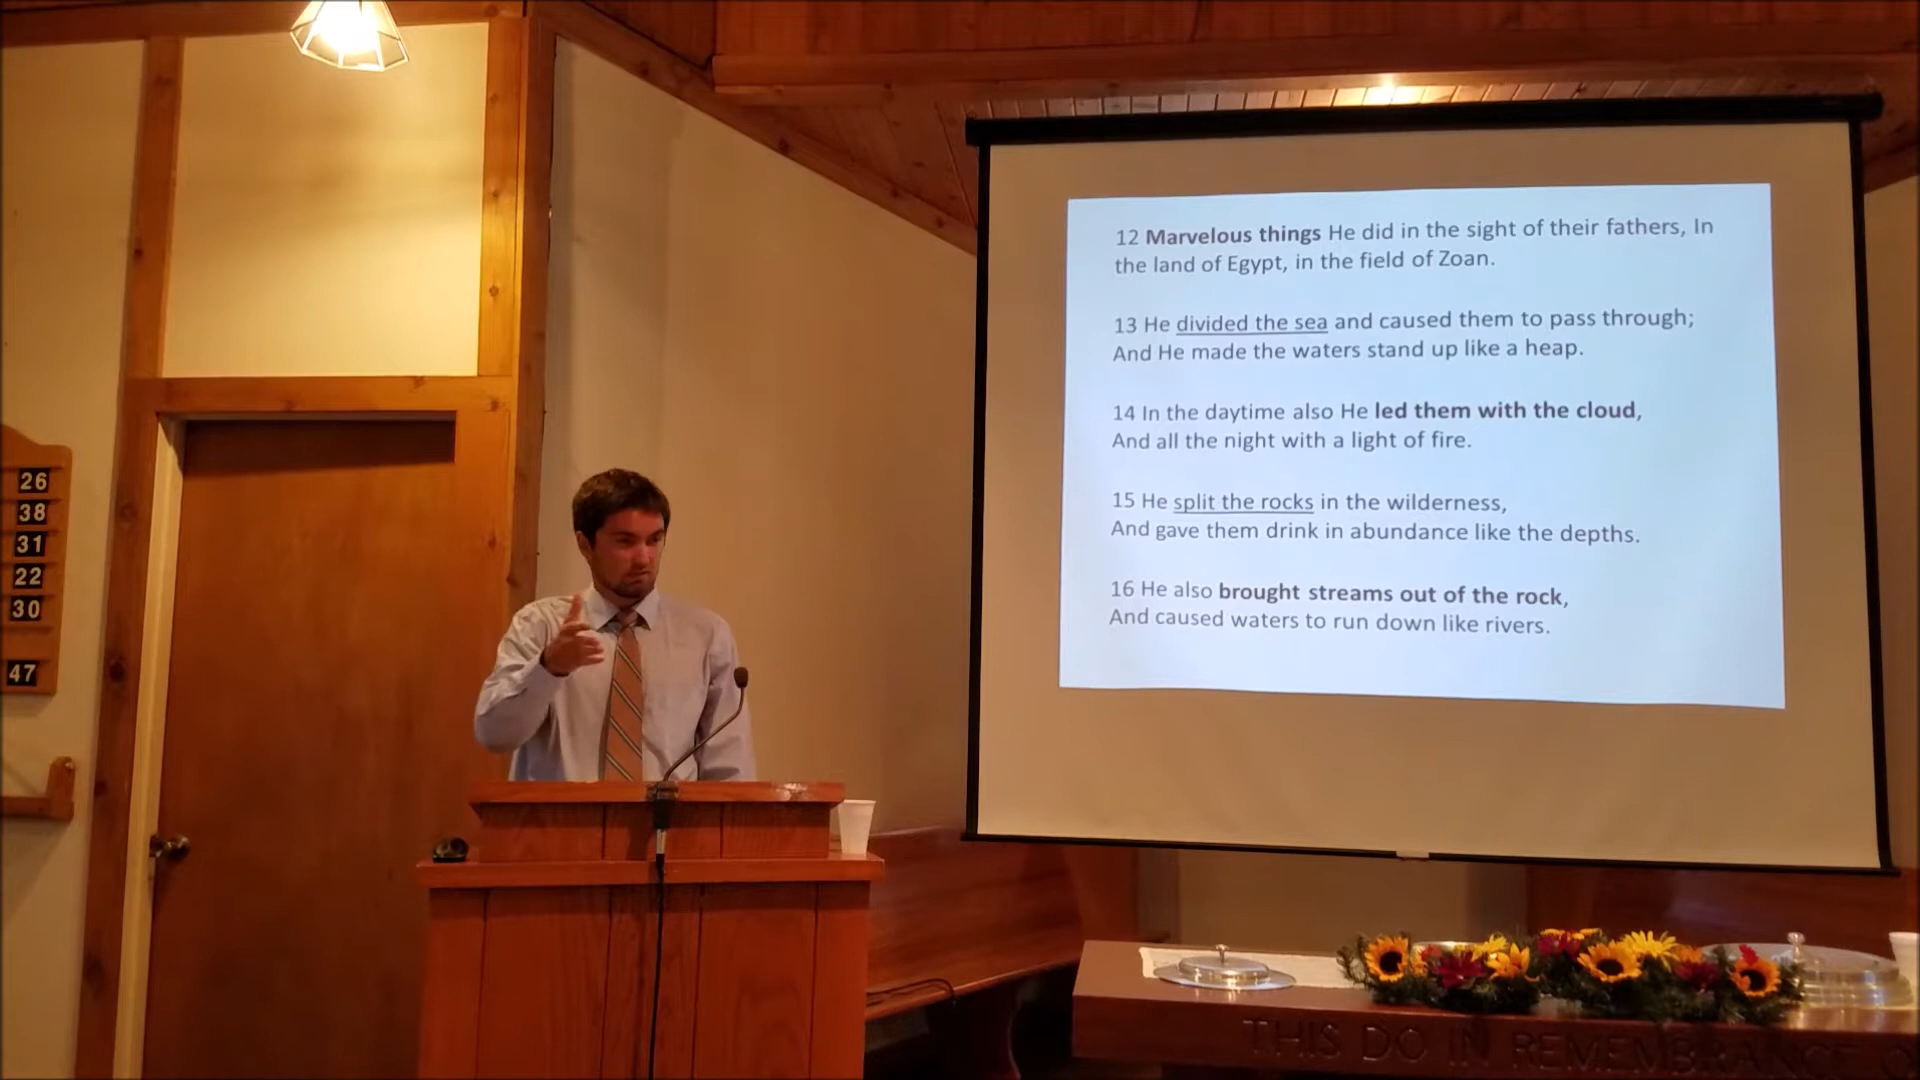 26
38
31
22
30
47
12 Marvelous things He did in the sight of their fathers, In
the land of Egypt, in the field of Zoan.
13 He divided the sea and caused them to pass through;
And He made the waters stand up like a heap.
14 In the daytime also He led them with the cloud,
And all the night with a light of fire.
15 He split the rocks in the wilderness,
And gave them drink in abundance like the depths.
16 He also brought streams out of the rock,
And caused waters to run down like rivers.
THIS DO IN REMEMBRANCE O